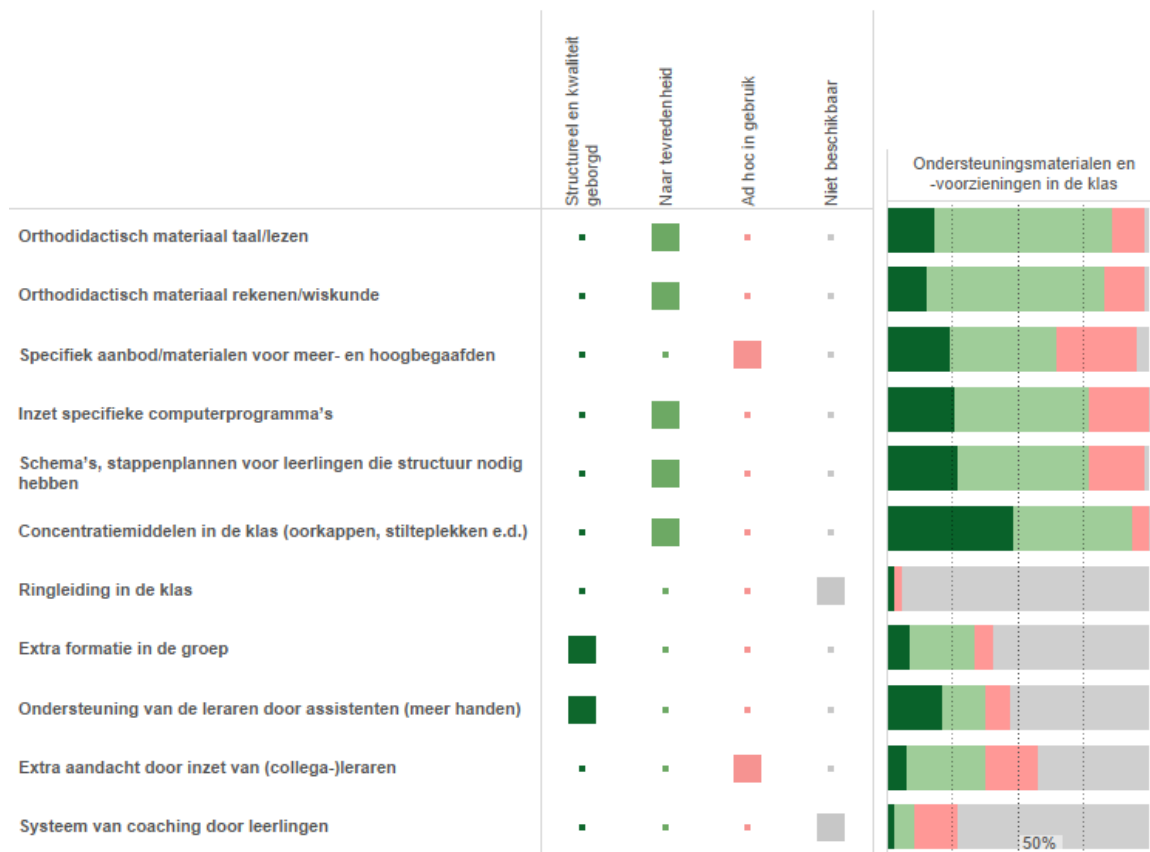 Structureel en kwaliteit
geborgd
Naar tevredenheid
Ad hoc in gebruik
Niet beschikbaar
Ondersteuningsmaterialen en
-voorzieningen in de klas
Orthodidactisch materiaal taal/lezen
Orthodidactisch materiaal rekenen/wiskunde
Specifiek aanbod/materialen voor meer- en hoogbegaafden
Inzet specifieke computerprogramma's
Schema's, stappenplannen voor leerlingen die structuur nodig
hebben
Concentratiemiddelen in de klas (oorkappen, stilteplekken e.d.)
Ringleiding in de klas
Extra formatie in de groep
Ondersteuning van de leraren door assistenten (meer handen)
Extra aandacht door inzet van (collega-)leraren
Systeem van coaching door leerlingen
50%